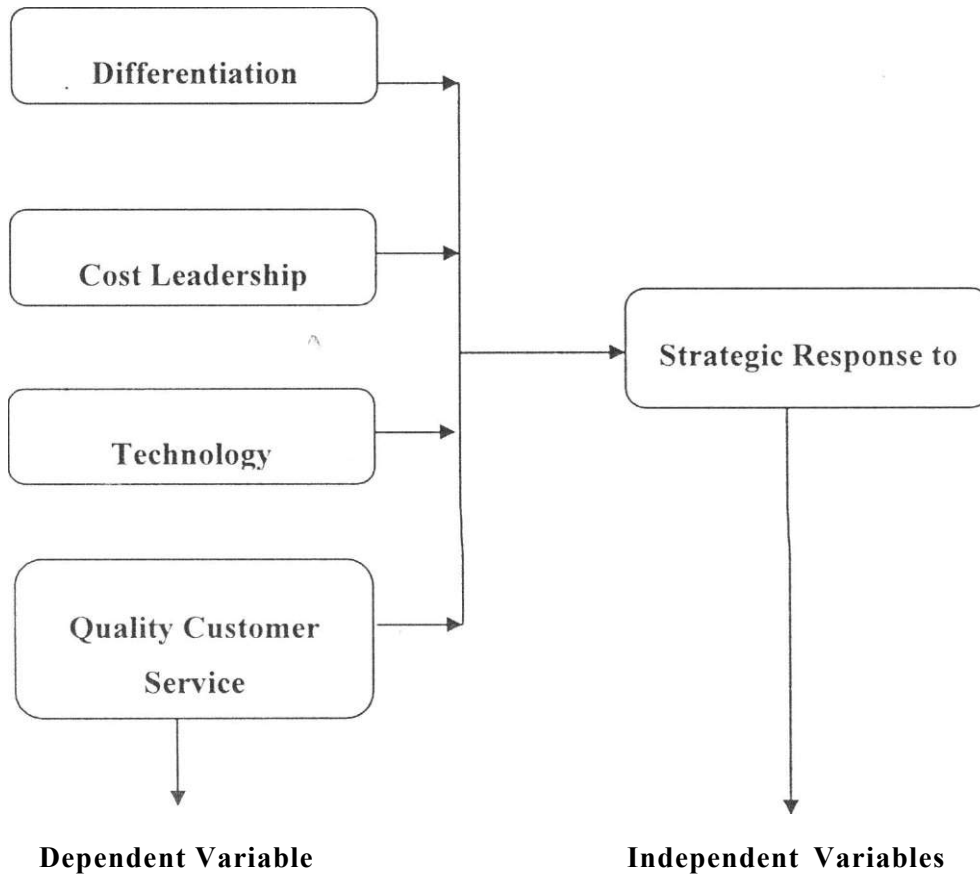 Differentiation
Cost Leadership
Technology
Quality Customer
Service
Strategic Response to
Dependent Variable
Independent Variables